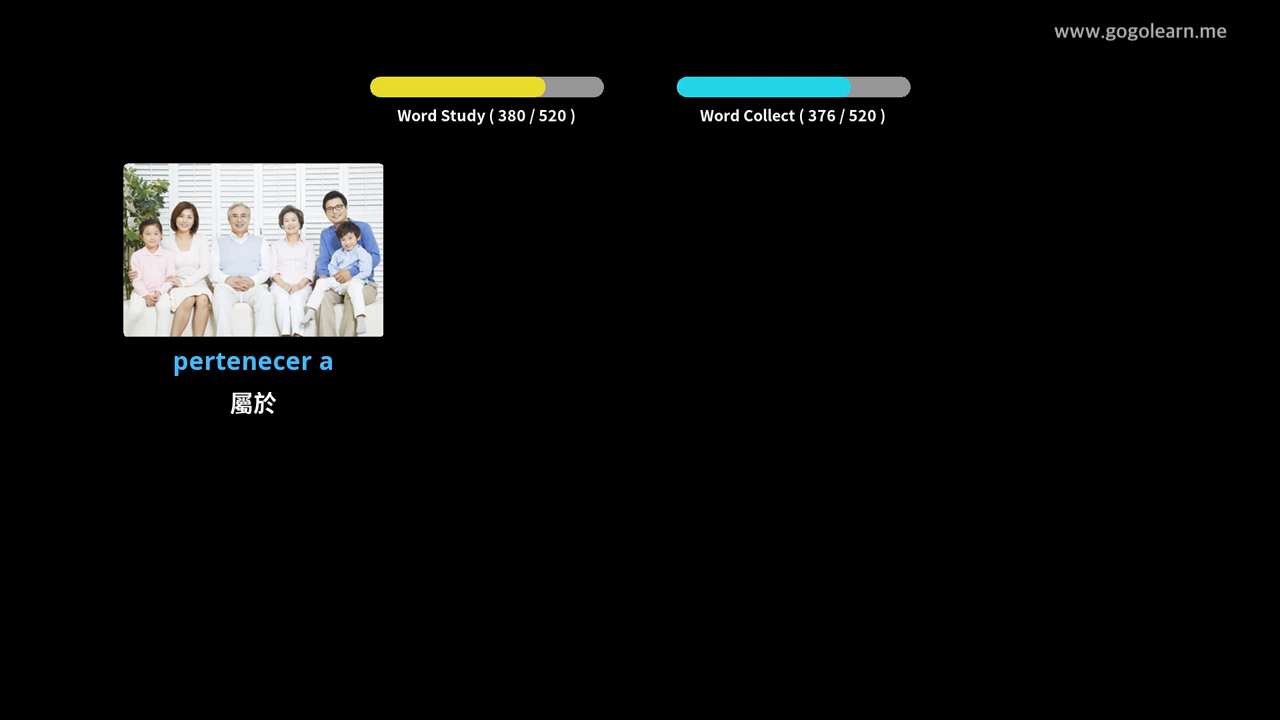 www.gogolearn.me
Word Study ( 380 / 520 )
Word Collect ( 376 / 520 )
pertenecer a
屬於